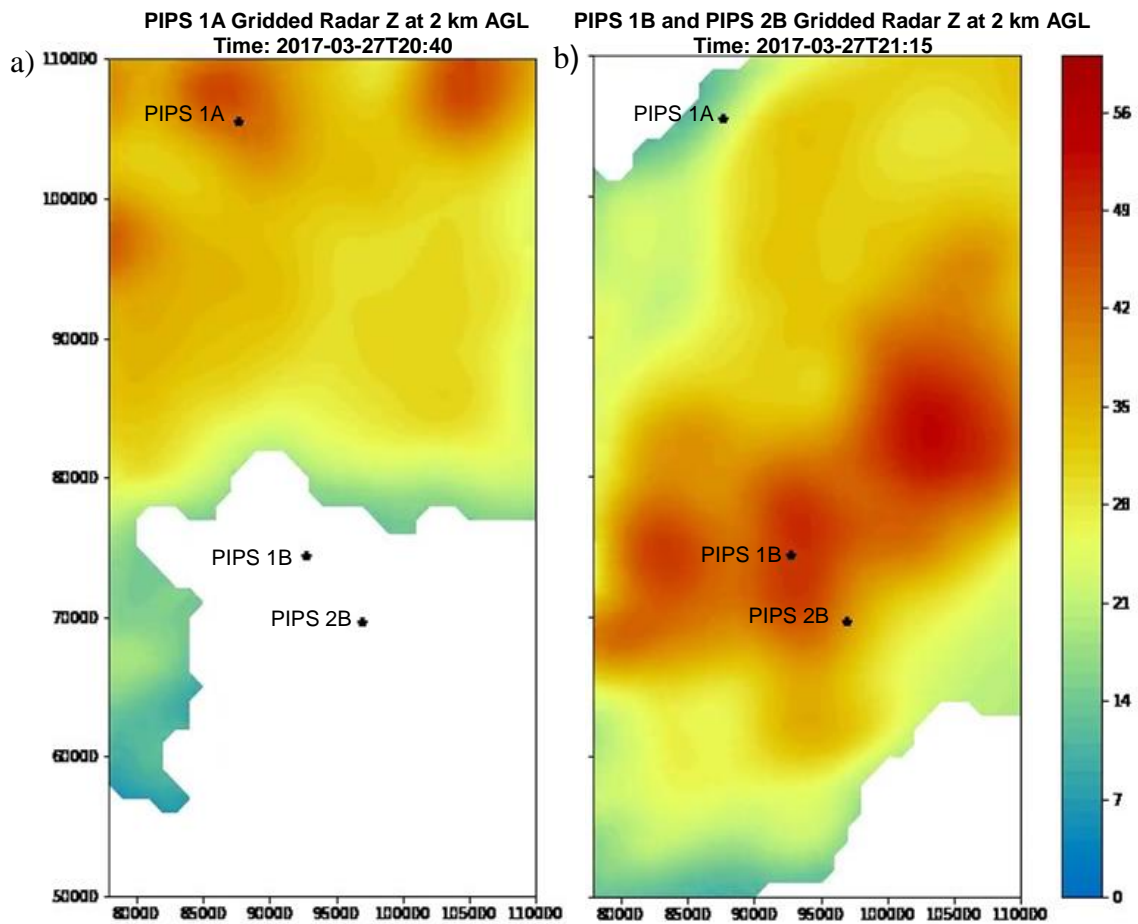 PIPS 1A Gridded Radar Z at 2 km AGL
Time: 2017-03-27T20:40
PIPS 1B and PIPS 2B Gridded Radar Z at 2 km AGL
Time: 2017-03-27T21:15
a)
110000
100000
90000
80000
70000
60000
50000
PIPS 1A
PIPS 1B
PIPS 2B
80000 85000 90000 95000 100000 105000 110000
b)
PIPS 1A
PIPS 1B
PIPS 2B
80000 85000 90000 95000 100000 105000 110000
56
49
42
35
28
21
14
7
0